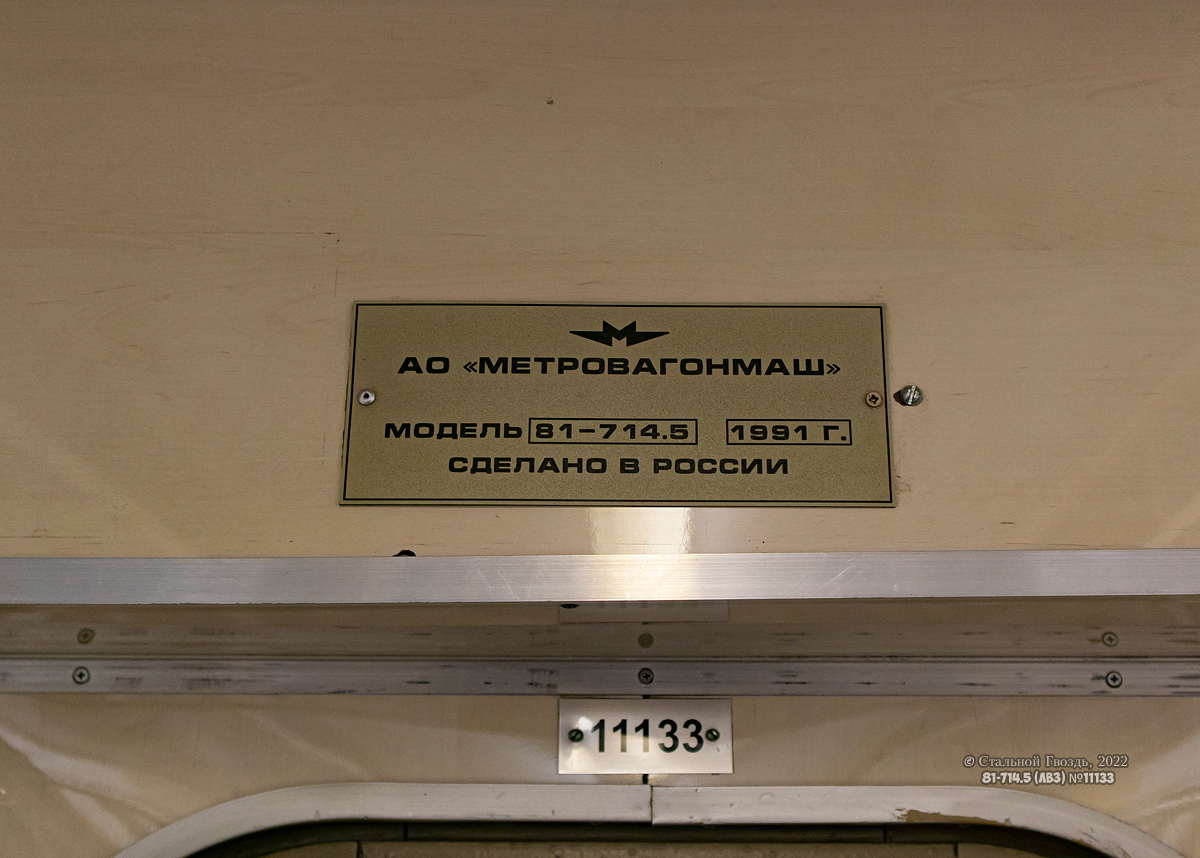 АО «МЕТРОВАГОНМАШ»
МОДЕЛЬ 81-714.5 1991 Г.
СДЕЛАНО В РОССИИ
11133
© Стальной Гвоздь, 2022
81-714.5 (ЛВЗ) №11133